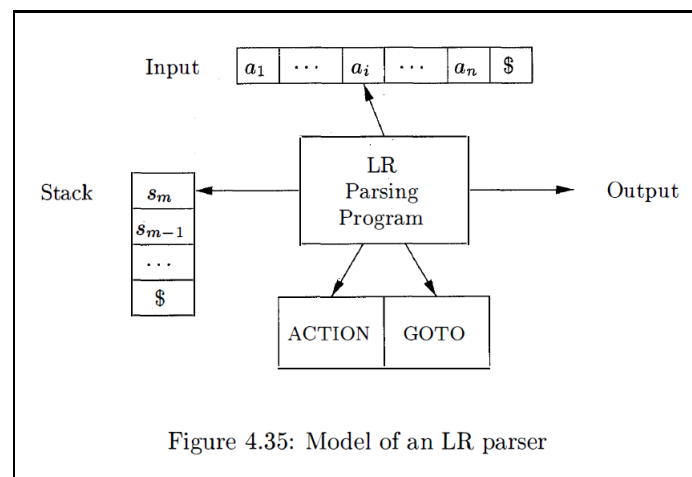 Input a₁ ··· aᵢ ··· aₙ $
LR
Parsing
Program
Stack
sₘ
sₘ₋₁
···
$
Output
ACTION GOTO
Figure 4.35: Model of an LR parser